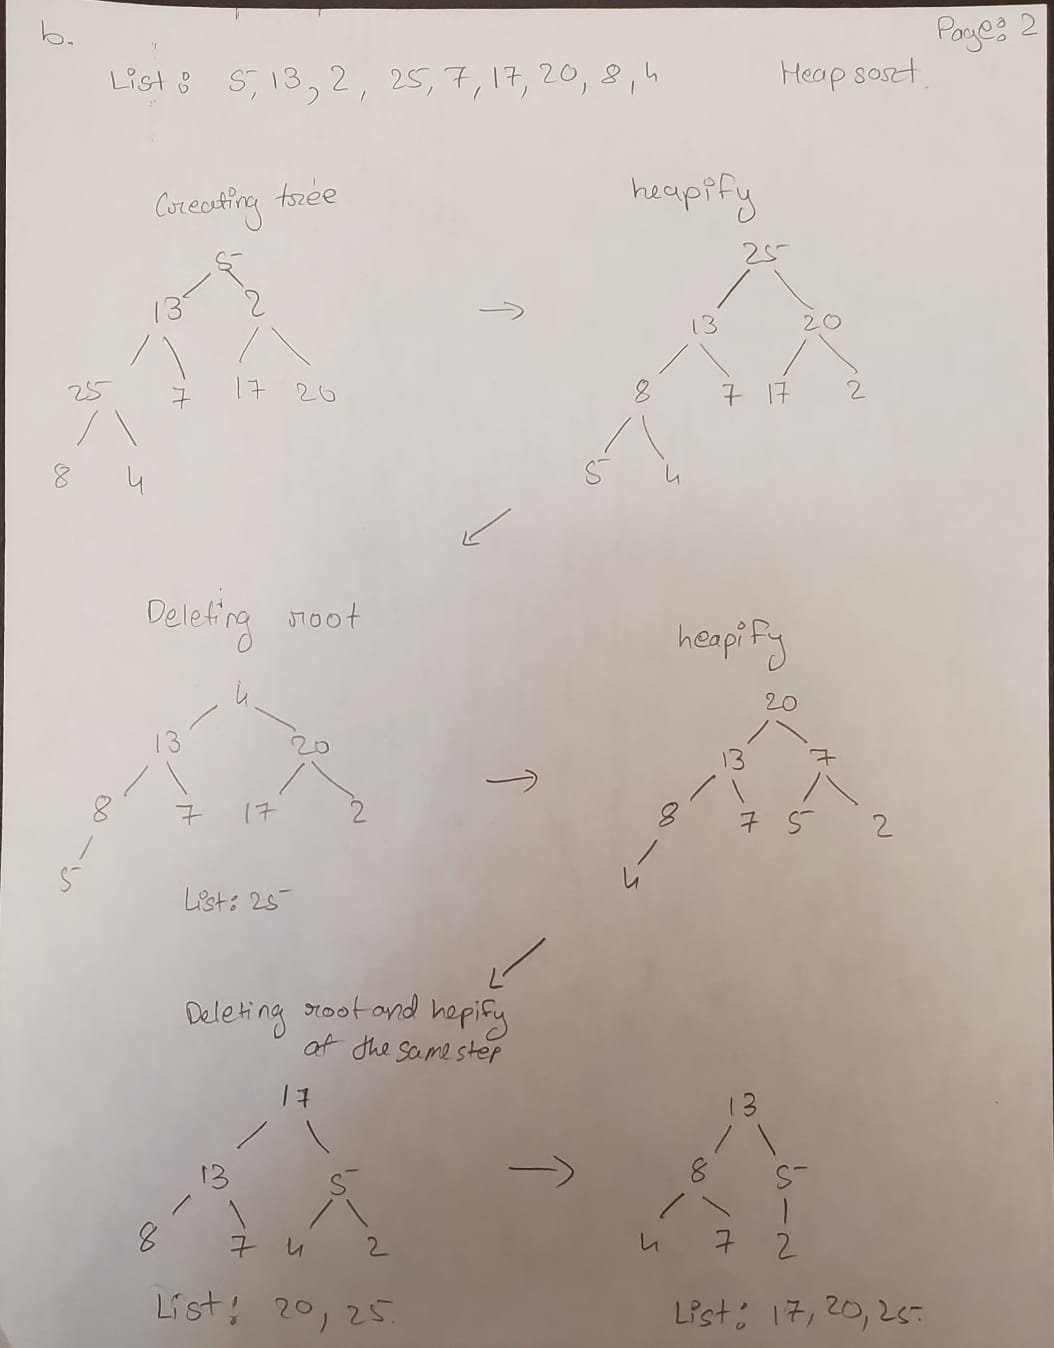 b.
Page: 2
List: 5, 13, 2, 25, 7, 17, 20, 8, 4
Heap sort.
Creating tree
5
13 2
25 7 17 20
8 4
→
heapify
25
13 20
8 7 17 2
5 4
Deleting root
4
13 20
8 7 17 2
5
List: 25
→
heapify
20
13 7
8 7 5 2
4
Deleting root and hepify
at the same step
17
13 5
8 7 4 2
List: 20, 25.
→
13
8 5
4 7 2
List: 17, 20, 25.